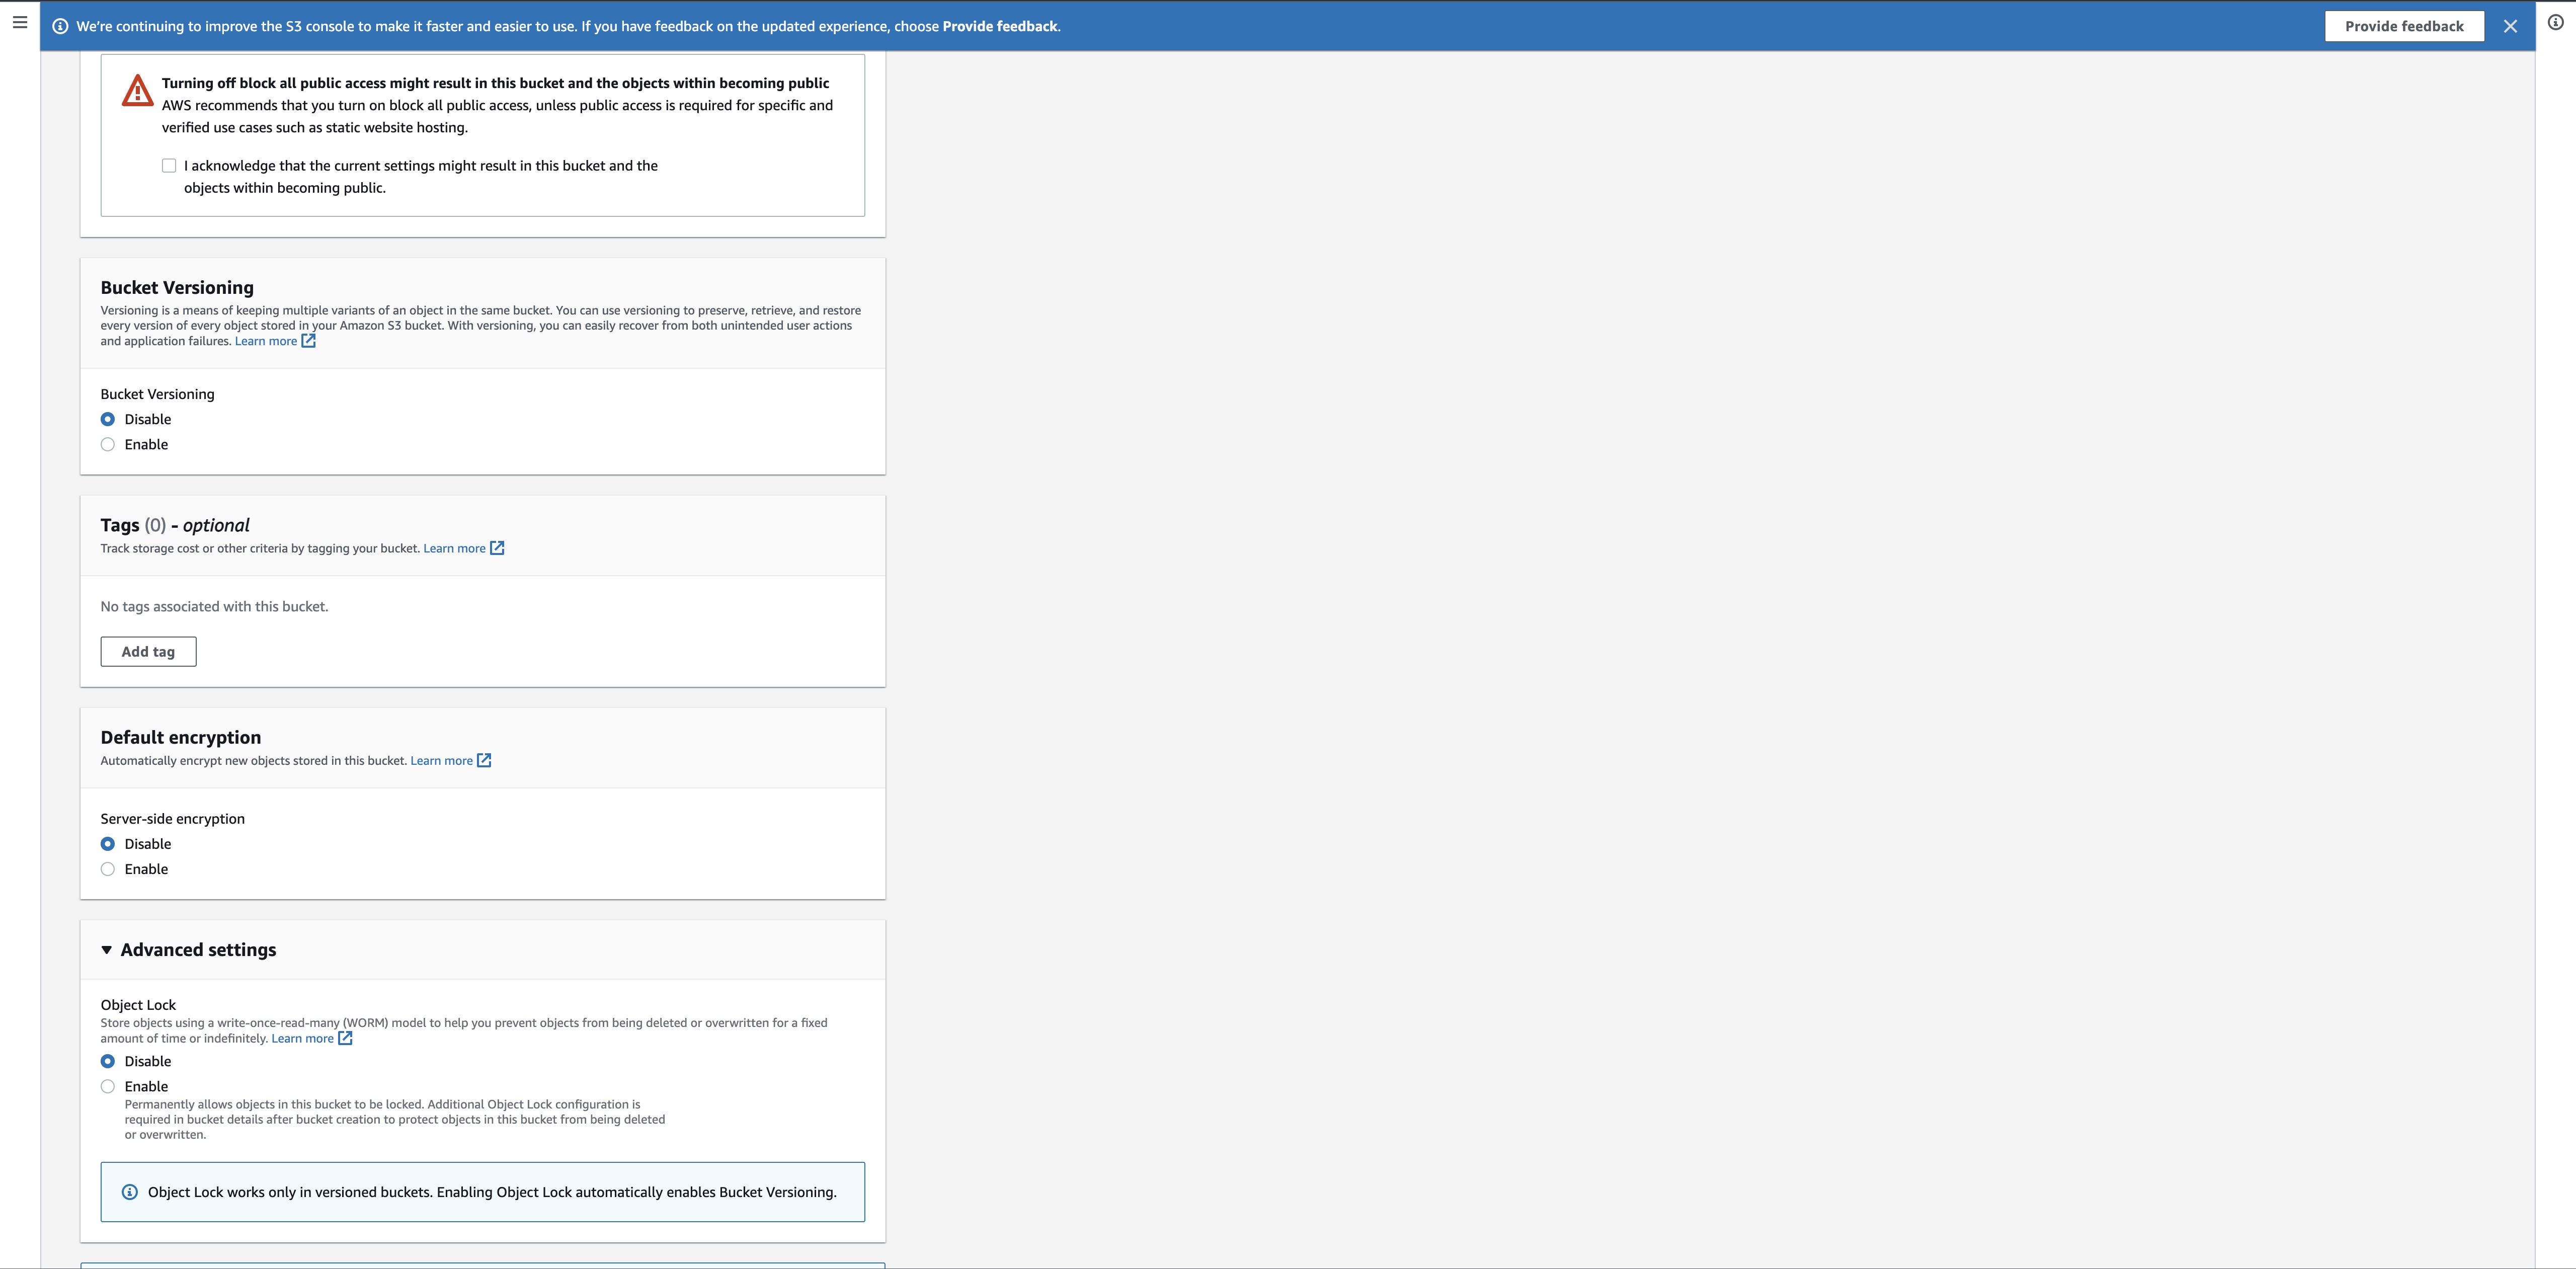 We're continuing to improve the S3 console to make it faster and easier to use. If you have feedback on the updated experience, choose Provide feedback.
Provide feedback
Turning off block all public access might result in this bucket and the objects within becoming public
AWS recommends that you turn on block all public access, unless public access is required for specific and
verified use cases such as static website hosting.
I acknowledge that the current settings might result in this bucket and the
objects within becoming public.
Bucket Versioning
Versioning is a means of keeping multiple variants of an object in the same bucket. You can use versioning to preserve, retrieve, and restore
every version of every object stored in your Amazon S3 bucket. With versioning, you can easily recover from both unintended user actions
and application failures. Learn more
Bucket Versioning
Disable
Enable
Tags (0) - optional
Track storage cost or other criteria by tagging your bucket. Learn more
No tags associated with this bucket.
Add tag
Default encryption
Automatically encrypt new objects stored in this bucket. Learn more
Server-side encryption
Disable
Enable
Advanced settings
Object Lock
Store objects using a write-once-read-many (WORM) model to help you prevent objects from being deleted or overwritten for a fixed
amount of time or indefinitely. Learn more
Disable
Enable
Permanently allows objects in this bucket to be locked. Additional Object Lock configuration is
required in bucket details after bucket creation to protect objects in this bucket from being deleted
or overwritten.
Object Lock works only in versioned buckets. Enabling Object Lock automatically enables Bucket Versioning.